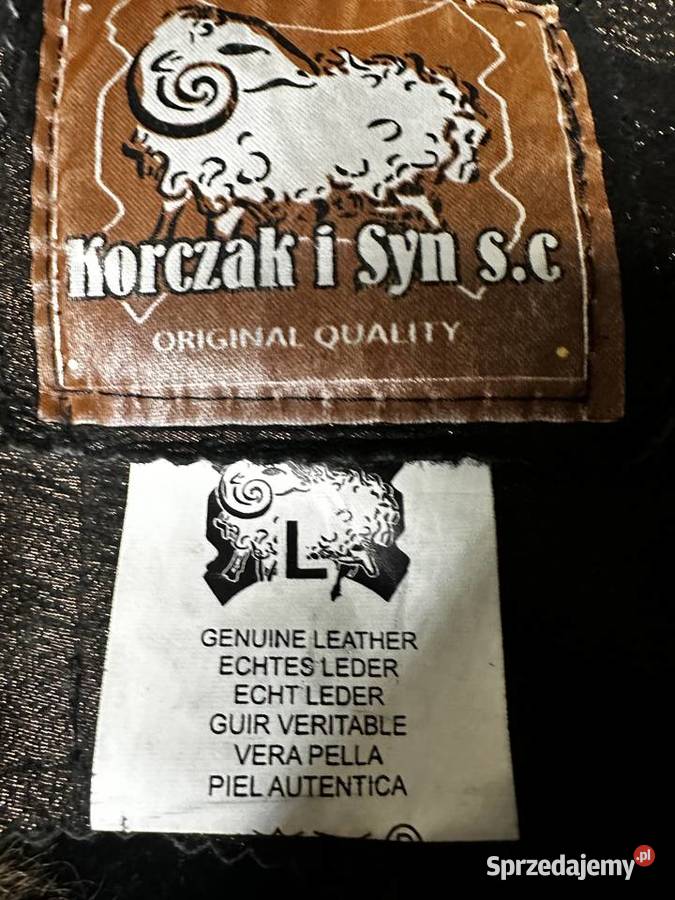 Korczak i Syn s.c
ORIGINAL QUALITY
L
GENUINE LEATHER
ECHTES LEDER
ECHT LEDER
GUIR VERITABLE
VERA PELLA
PIEL AUTENTICA
Sprzedajemy.pl